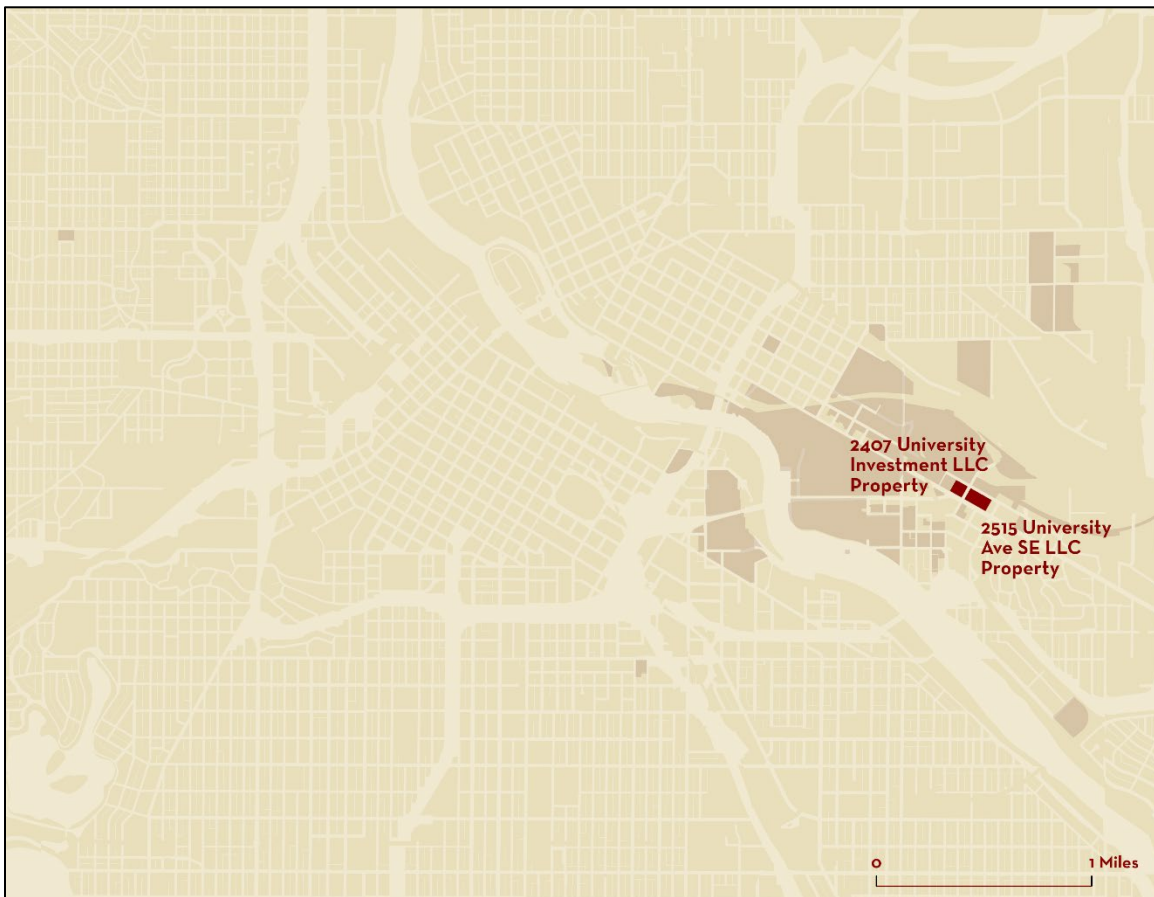 2407 University
Investment LLC
Property
2515 University
Ave SE LLC
Property
0 1 Miles